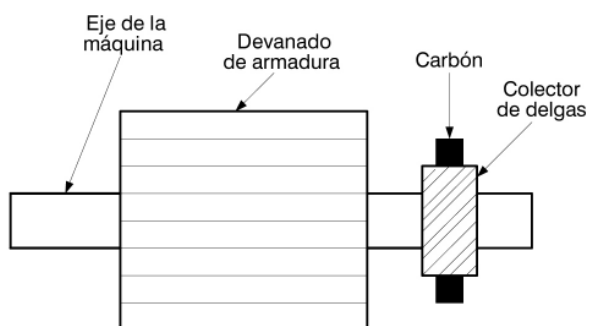 Eje de la
máquina
Devanado
de armadura
Carbón
Colector
de delgas